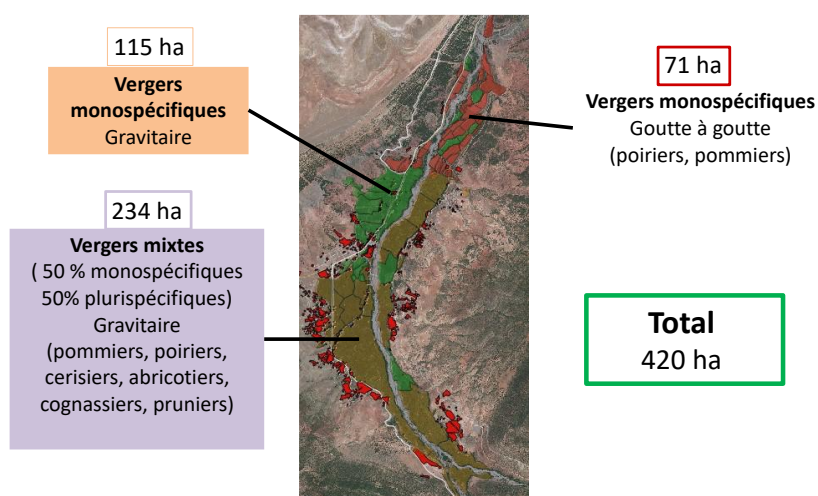 115 ha
Vergers
monospécifiques
Gravitaire
234 ha
Vergers mixtes
( 50 % monospécifiques
50% plurispécifiques)
Gravitaire
(pommiers, poiriers,
cerisiers, abricotiers,
cognassiers, pruniers)
71 ha
Vergers monospécifiques
Goutte à goutte
(poiriers, pommiers)
Total
420 ha